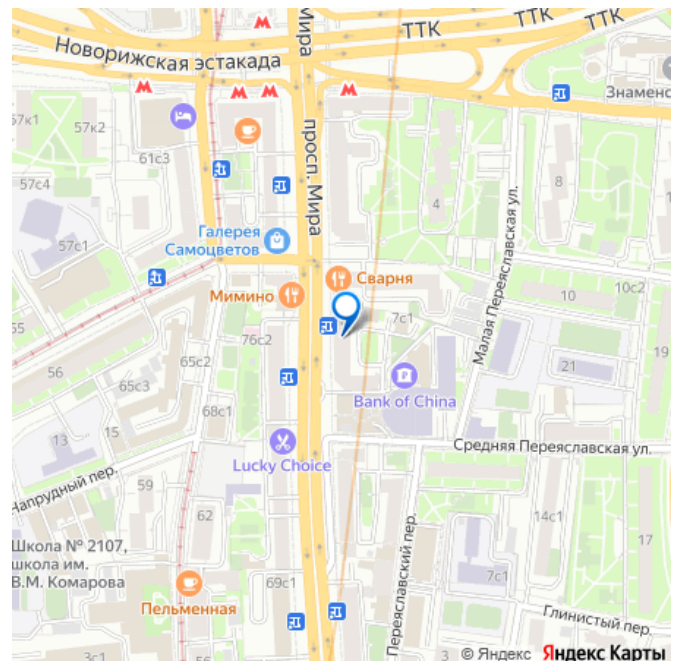 ТТК
ТТК
ТТК
Мира
Новорижская эстакада
Знаменс
57к1
57к2
61с3
просп. Мира
57с4
4
8
Малая Переяславская ул.
Галерея
Самоцветов
57с1
Сварня
Мимино
10
10с2
55
76с2
7с1
65с2
56
21
19
65с3
Bank of China
68с1
13
15
Средняя Переяславская ул.
Lucky Choice
Напрудный пер.
59
62
14с1
17
Школа № 2107,
школа им.
В.М. Комарова
Переяславский пер.
69с1
7с1
Пельменная
Глинистый пер.
3с1
© Яндекс Яндекс Карты